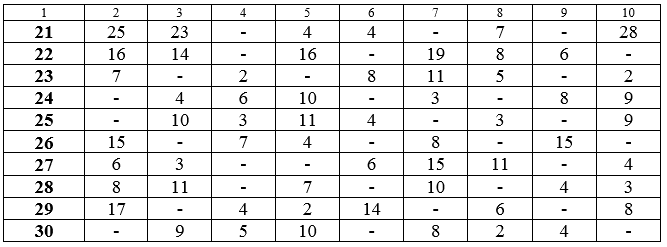 1 2 3 4 5 6 7 8 9 10
21 25 23 - 4 4 - 7 - 28
22 16 14 - 16 - 19 8 6 -
23 7 - 2 - 8 11 5 - 2
24 - 4 6 10 - 3 - 8 9
25 - 10 3 11 4 - 3 - 9
26 15 - 7 4 - 8 - 15 -
27 6 3 - - 6 15 11 - 4
28 8 11 - 7 - 10 - 4 3
29 17 - 4 2 14 - 6 - 8
30 - 9 5 10 - 8 2 4 -